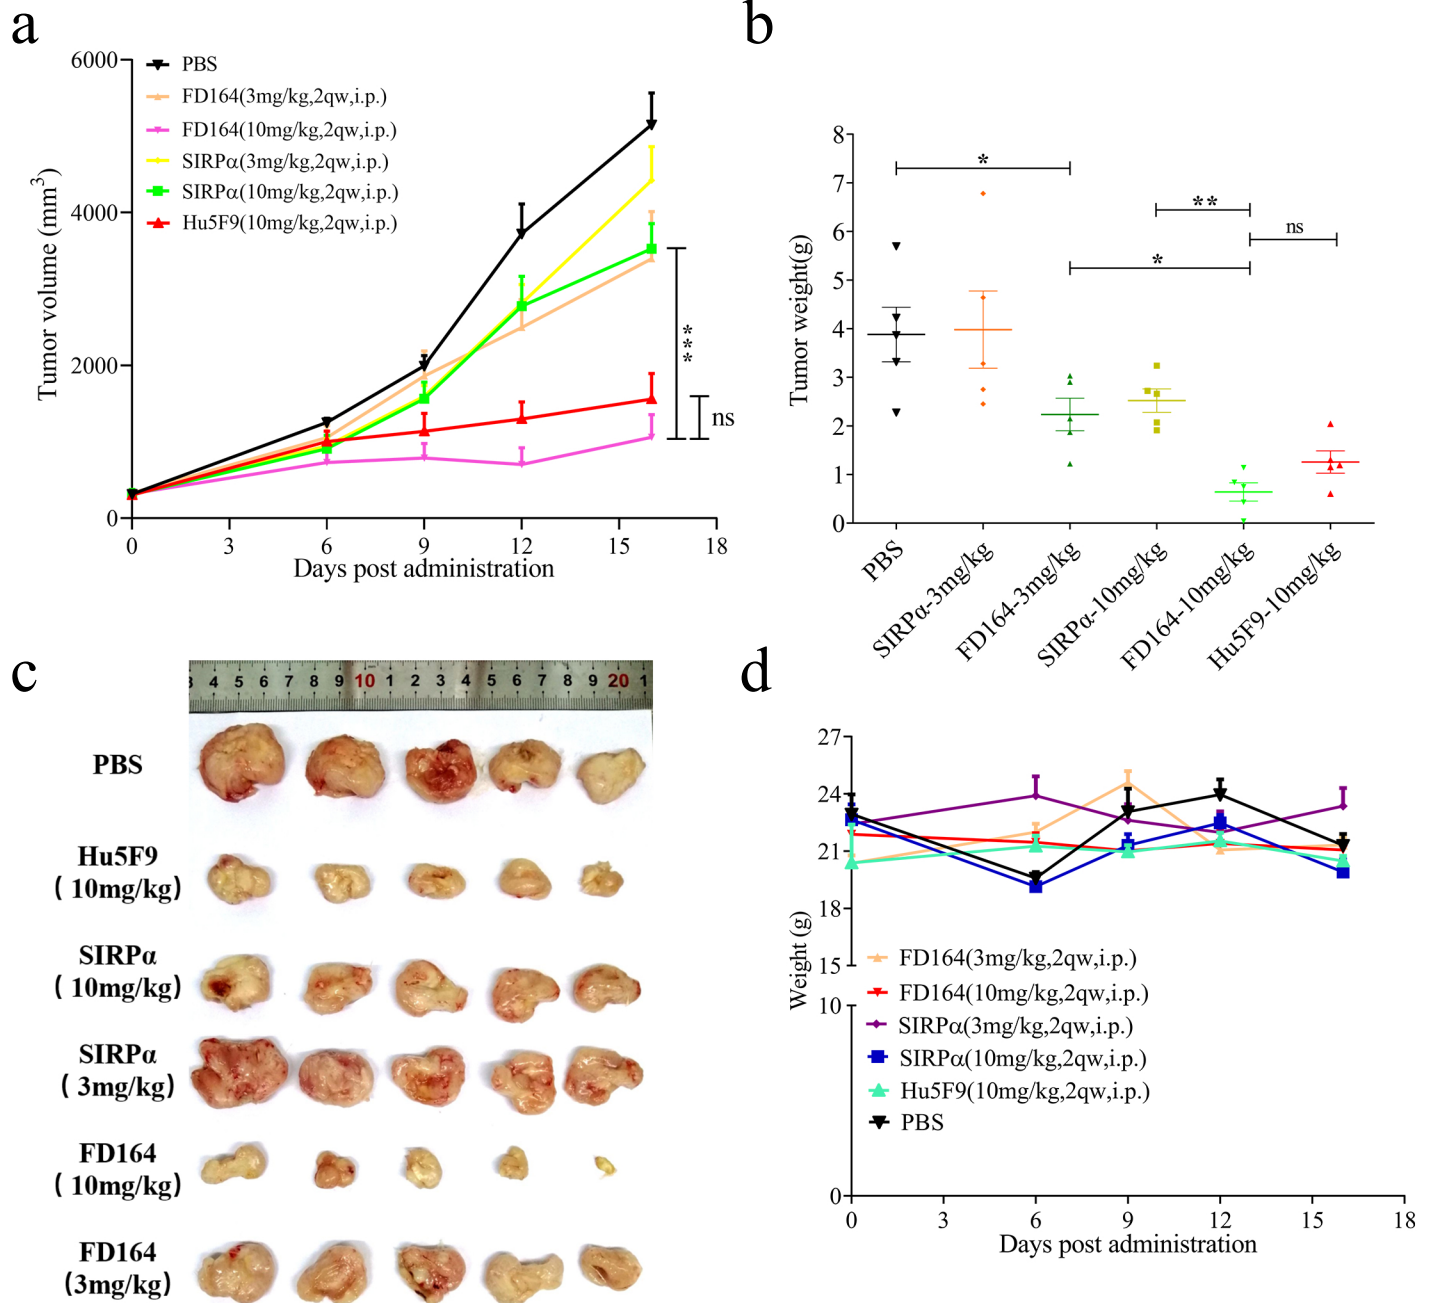 a
6000
4000
2000
0
Tumor volume (mm³)
PBS
FD164(3mg/kg,2qw,i.p.)
FD164(10mg/kg,2qw,i.p.)
SIRPα(3mg/kg,2qw,i.p.)
SIRPα(10mg/kg,2qw,i.p.)
Hu5F9(10mg/kg,2qw,i.p.)
***
ns
0 3 6 9 12 15 18
Days post administration
b
8
7
6
5
4
3
2
1
0
Tumor weight(g)
*
**
ns
*
PBS
SIRPα-3mg/kg
FD164-3mg/kg
SIRPα-10mg/kg
FD164-10mg/kg
Hu5F9-10mg/kg
c
4 5 6 7 8 9 10 1 2 3 4 5 6 7 8 9 20 1
PBS
Hu5F9
( 10mg/kg)
SIRPα
( 10mg/kg)
SIRPα
( 3mg/kg)
FD164
( 10mg/kg)
FD164
(3mg/kg)
d
27
24
21
18
15
10
0
Weight (g)
FD164(3mg/kg,2qw,i.p.)
FD164(10mg/kg,2qw,i.p.)
SIRPα(3mg/kg,2qw,i.p.)
SIRPα(10mg/kg,2qw,i.p.)
Hu5F9(10mg/kg,2qw,i.p.)
PBS
0 3 6 9 12 15 18
Days post administration